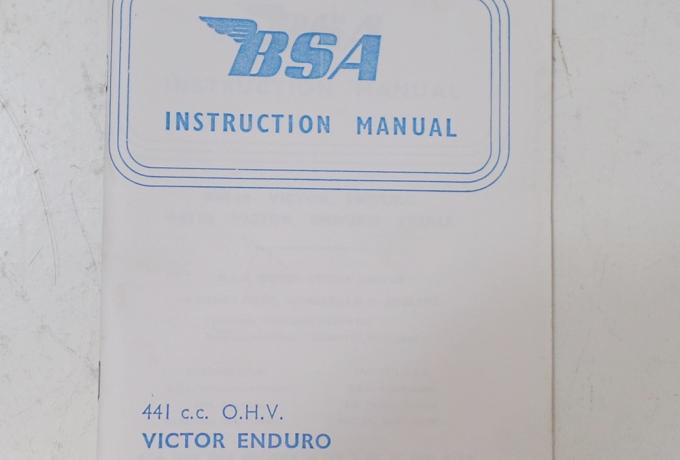 BSA
INSTRUCTION MANUAL
441 c.c. O.H.V.
VICTOR ENDURO